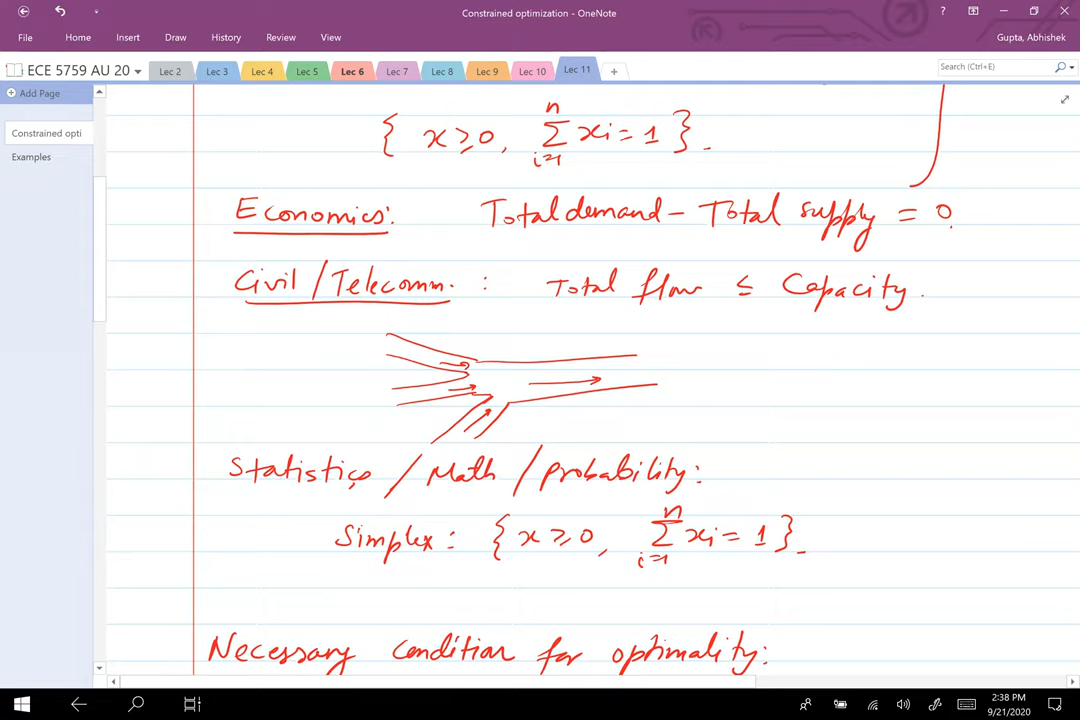 Constrained optimization - OneNote
Gupta, Abhishek
File Home Insert Draw History Review View
ECE 5759 AU 20
Lec 2 Lec 3 Lec 4 Lec 5 Lec 6 Lec 7 Lec 8 Lec 9 Lec 10 Lec 11
Search (Ctrl+E)
Add Page
Constrained opti
Examples
{ x ≥ 0, ∑_{i=1}^{n} xi = 1 }.
Economics: Total demand - Total supply = 0.
Civil / Telecomm. : Total flow ≤ Capacity.
Statistics / Math / probability:
Simplex: { x ≥ 0, ∑_{i=1}^{n} xi = 1 }.
Necessary condition for optimality:
2:38 PM
9/21/2020